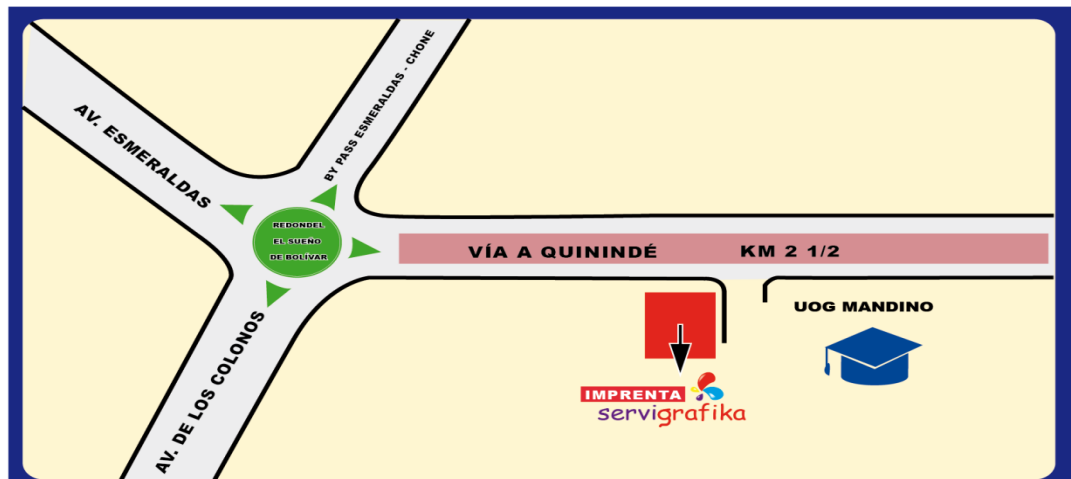 AV. ESMERALDAS
BY PASS ESMERALDAS - CHONE
REDONDEL
EL SUEÑO
DE BOLIVAR
VÍA A QUININDÉ KM 2 1/2
AV. DE LOS COLONOS
UOG MANDINO
IMPRENTA
servigrafika